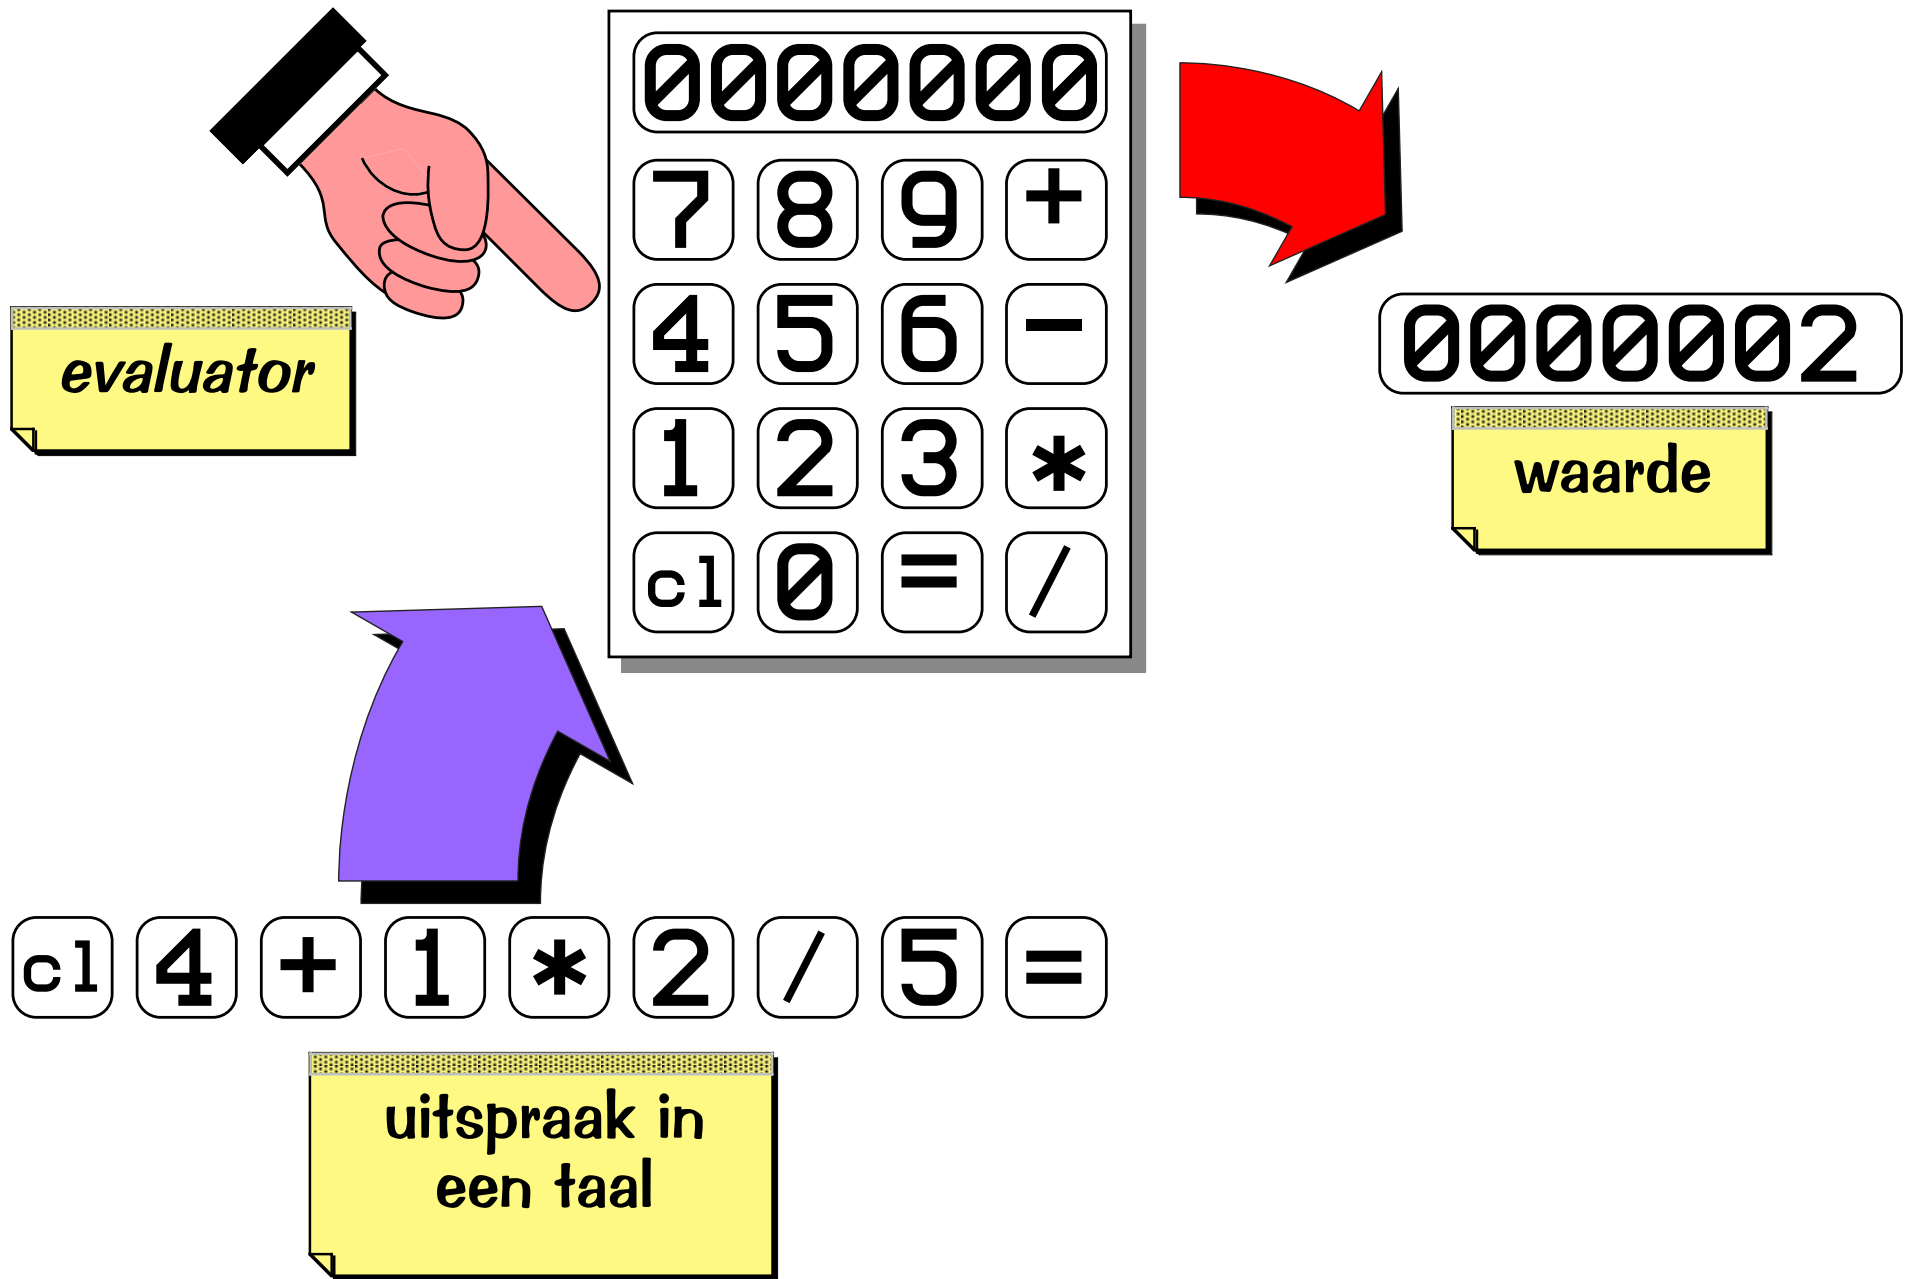 0000000
7 8 9 +
4 5 6 -
1 2 3 *
cl 0 = /
evaluator
0000002
waarde
cl 4 + 1 * 2 / 5 =
uitspraak in
een taal